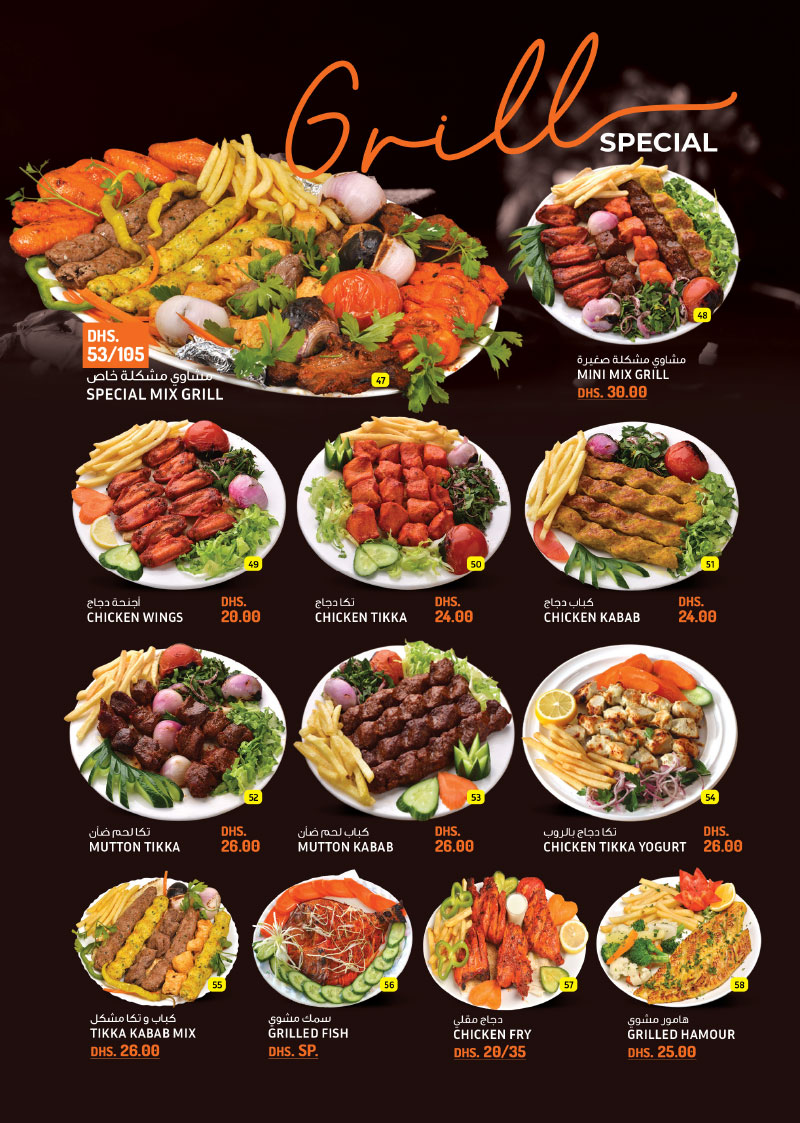 Grill
SPECIAL
DHS.
53/105
47
مشاوي مشكلة خاص
SPECIAL MIX GRILL
48
مشاوي مشكلة صغيرة
MINI MIX GRILL
DHS. 30.00
49
أجنحة دجاج
CHICKEN WINGS
DHS.
20.00
50
تكا دجاج
CHICKEN TIKKA
DHS.
24.00
51
كباب دجاج
CHICKEN KABAB
DHS.
24.00
52
تكا لحم ضأن
MUTTON TIKKA
DHS.
26.00
53
كباب لحم ضأن
MUTTON KABAB
DHS.
26.00
54
تكا دجاج بالروب
CHICKEN TIKKA YOGURT
DHS.
26.00
55
كباب و تكا مشكل
TIKKA KABAB MIX
DHS. 26.00
56
سمك مشوي
GRILLED FISH
DHS. SP.
57
دجاج مقلي
CHICKEN FRY
DHS. 20/35
58
هامور مشوي
GRILLED HAMOUR
DHS. 25.00